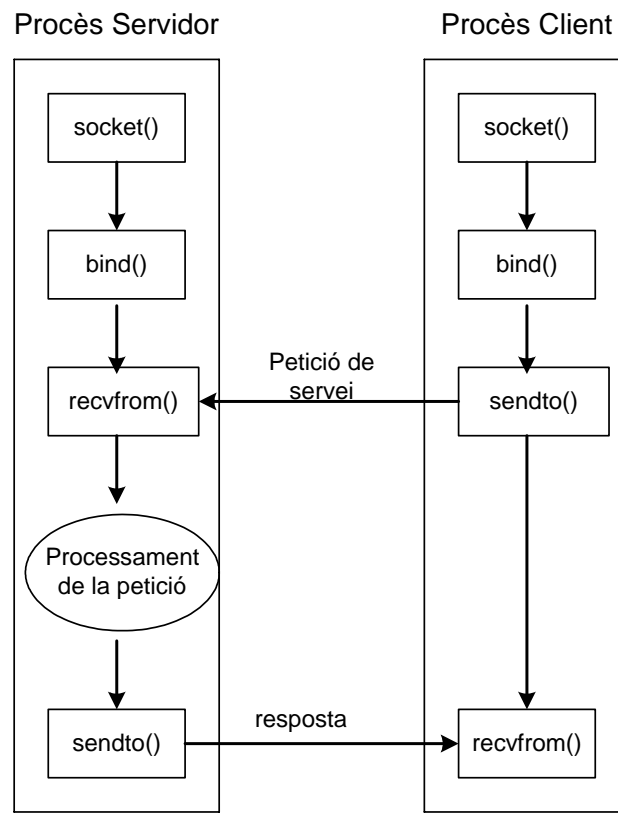 Procès Servidor
Procès Client
socket()
socket()
bind()
bind()
Petició de
servei
recvfrom()
sendto()
Processament
de la petició
resposta
sendto()
recvfrom()